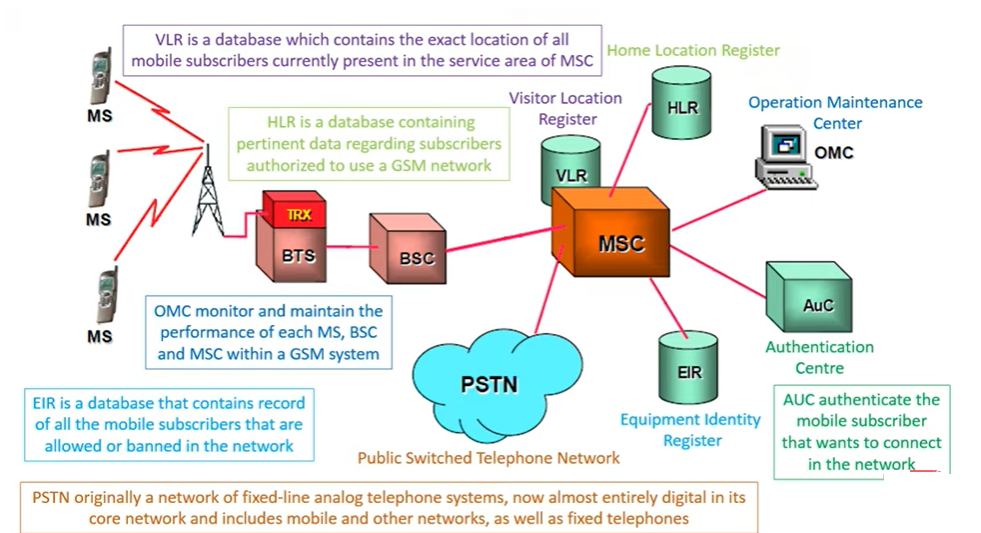 VLR is a database which contains the exact location of all
mobile subscribers currently present in the service area of MSC
Home Location Register
HLR
MS
HLR is a database containing
pertinent data regarding subscribers
authorized to use a GSM network
Visitor Location
Register
VLR
Operation Maintenance
Center
OMC
MS
TRX
BTS
BSC
MSC
MS
OMC monitor and maintain the
performance of each MS, BSC
and MSC within a GSM system
AuC
Authentication
Centre
PSTN
EIR
Equipment Identity
Register
EIR is a database that contains record
of all the mobile subscribers that are
allowed or banned in the network
AUC authenticate the
mobile subscriber
that wants to connect
in the network
Public Switched Telephone Network
PSTN originally a network of fixed-line analog telephone systems, now almost entirely digital in its
core network and includes mobile and other networks, as well as fixed telephones